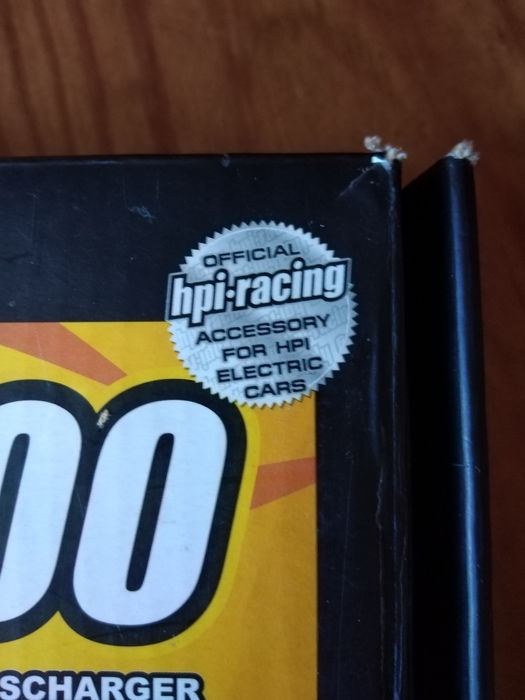 OFFICIAL
hpi·racing
ACCESSORY
FOR HPI
ELECTRIC
CARS
00
SCHARGER